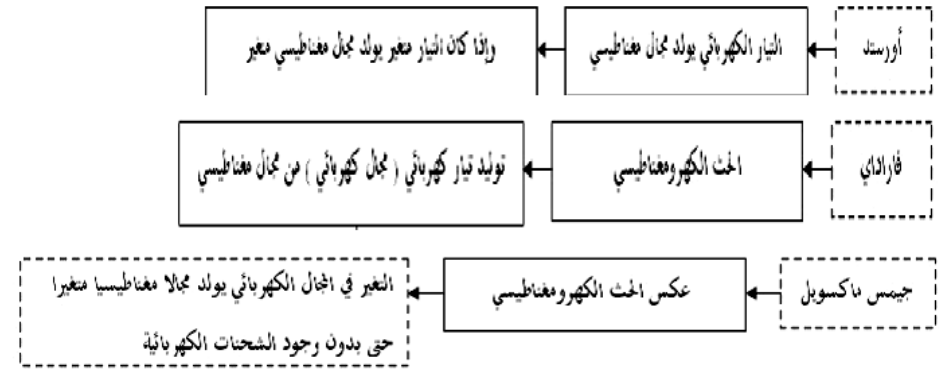 أورستد
التيار الكهربائي يولد مجال مغناطيسي
وإذا كان التيار متغير يولد مجال مغناطيسي متغير
فاراداي
الحث الكهرومغناطيسي
توليد تيار كهربائي ( مجال كهربائي ) من مجال مغناطيسي
جيمس ماكسويل
عكس الحث الكهرومغناطيسي
التغير في المجال الكهربائي يولد مجالا مغناطيسيا متغيرا
حتى بدون وجود الشحنات الكهربائية